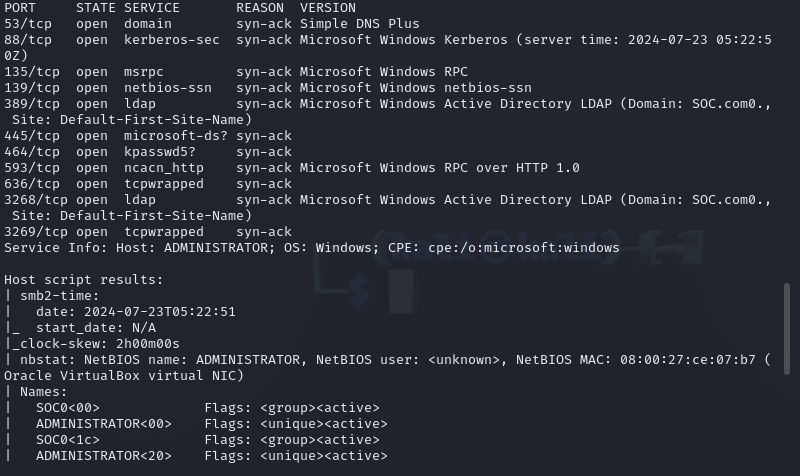 PORT     STATE SERVICE       REASON  VERSION
53/tcp   open  domain        syn-ack Simple DNS Plus
88/tcp   open  kerberos-sec  syn-ack Microsoft Windows Kerberos (server time: 2024-07-23 05:22:5
0Z)
135/tcp  open  msrpc         syn-ack Microsoft Windows RPC
139/tcp  open  netbios-ssn   syn-ack Microsoft Windows netbios-ssn
389/tcp  open  ldap          syn-ack Microsoft Windows Active Directory LDAP (Domain: SOC.com0.,
 Site: Default-First-Site-Name)
445/tcp  open  microsoft-ds? syn-ack
464/tcp  open  kpasswd5?     syn-ack
593/tcp  open  ncacn_http    syn-ack Microsoft Windows RPC over HTTP 1.0
636/tcp  open  tcpwrapped    syn-ack
3268/tcp open  ldap          syn-ack Microsoft Windows Active Directory LDAP (Domain: SOC.com0.,
 Site: Default-First-Site-Name)
3269/tcp open  tcpwrapped    syn-ack
Service Info: Host: ADMINISTRATOR; OS: Windows; CPE: cpe:/o:microsoft:windows

Host script results:
| smb2-time:
|   date: 2024-07-23T05:22:51
|_  start_date: N/A
|_clock-skew: 2h00m00s
| nbstat: NetBIOS name: ADMINISTRATOR, NetBIOS user: <unknown>, NetBIOS MAC: 08:00:27:ce:07:b7 (
Oracle VirtualBox virtual NIC)
| Names:
|   SOC0<00>             Flags: <group><active>
|   ADMINISTRATOR<00>    Flags: <unique><active>
|   SOC0<1c>             Flags: <group><active>
|   ADMINISTRATOR<20>    Flags: <unique><active>